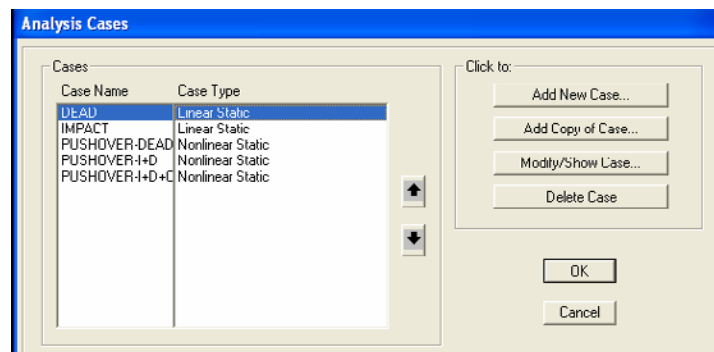 Analysis Cases
Cases
Case Name Case Type
DEAD Linear Static
IMPACT Linear Static
PUSHOVER-DEAD Nonlinear Static
PUSHOVER-I+D Nonlinear Static
PUSHOVER-I+D+ Nonlinear Static
Click to:
Add New Case...
Add Copy of Case...
Modify/Show Case...
Delete Case
OK
Cancel